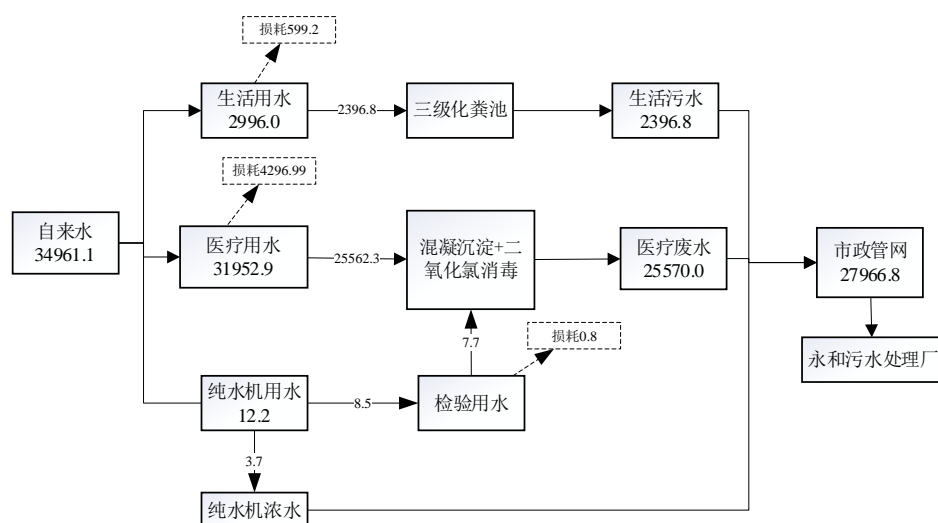 损耗599.2
生活用水
2996.0
2396.8
三级化粪池
生活污水
2396.8
损耗4296.99
自来水
34961.1
医疗用水
31952.9
25562.3
混凝沉淀+二
氧化氯消毒
医疗废水
25570.0
市政管网
27966.8
7.7
损耗0.8
永和污水处理厂
纯水机用水
12.2
8.5
检验用水
3.7
纯水机浓水